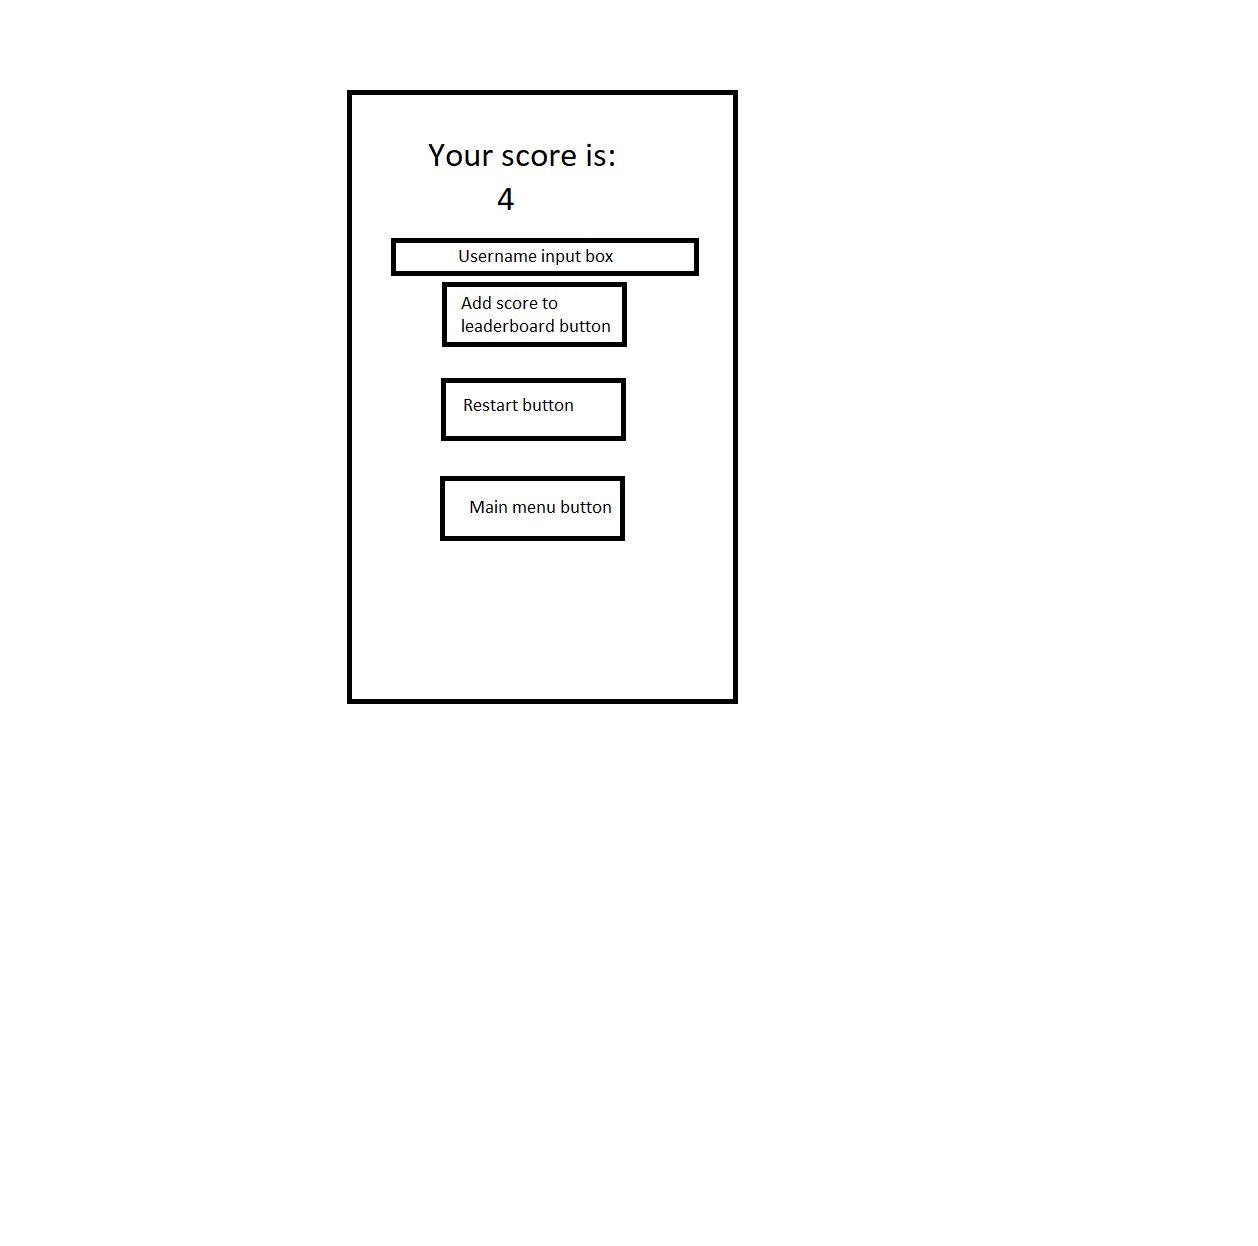 Your score is:
4
Username input box
Add score to
leaderboard button
Restart button
Main menu button